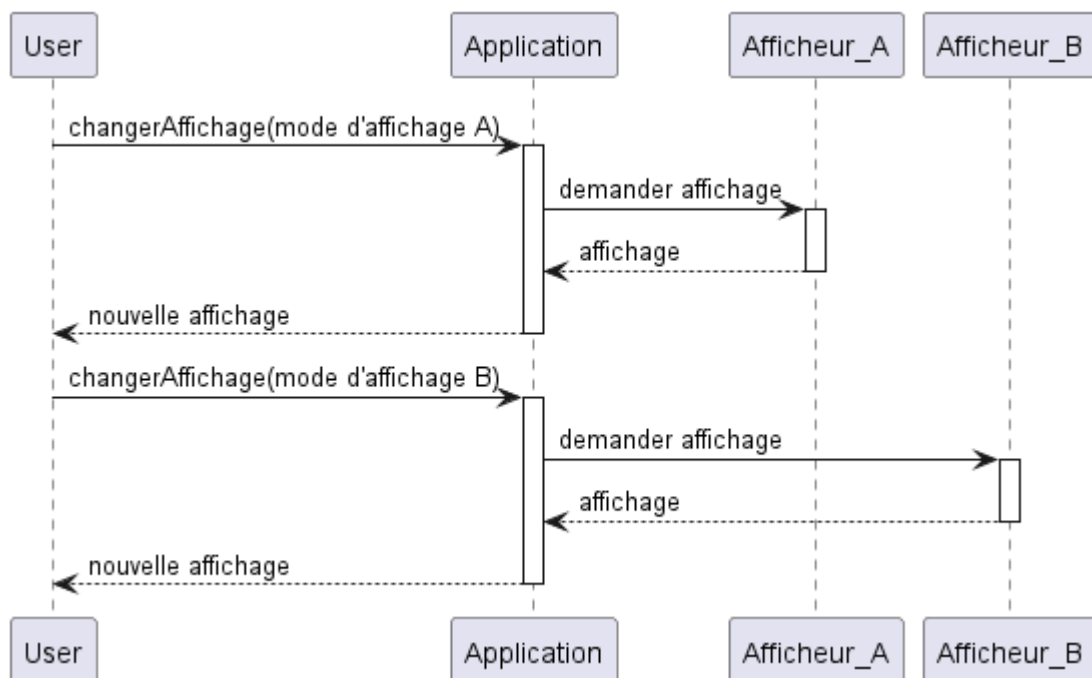 User Application Afficheur_A Afficheur_B
changerAffichage(mode d'affichage A)
demander affichage
affichage
nouvelle affichage
changerAffichage(mode d'affichage B)
demander affichage
affichage
nouvelle affichage
User Application Afficheur_A Afficheur_B